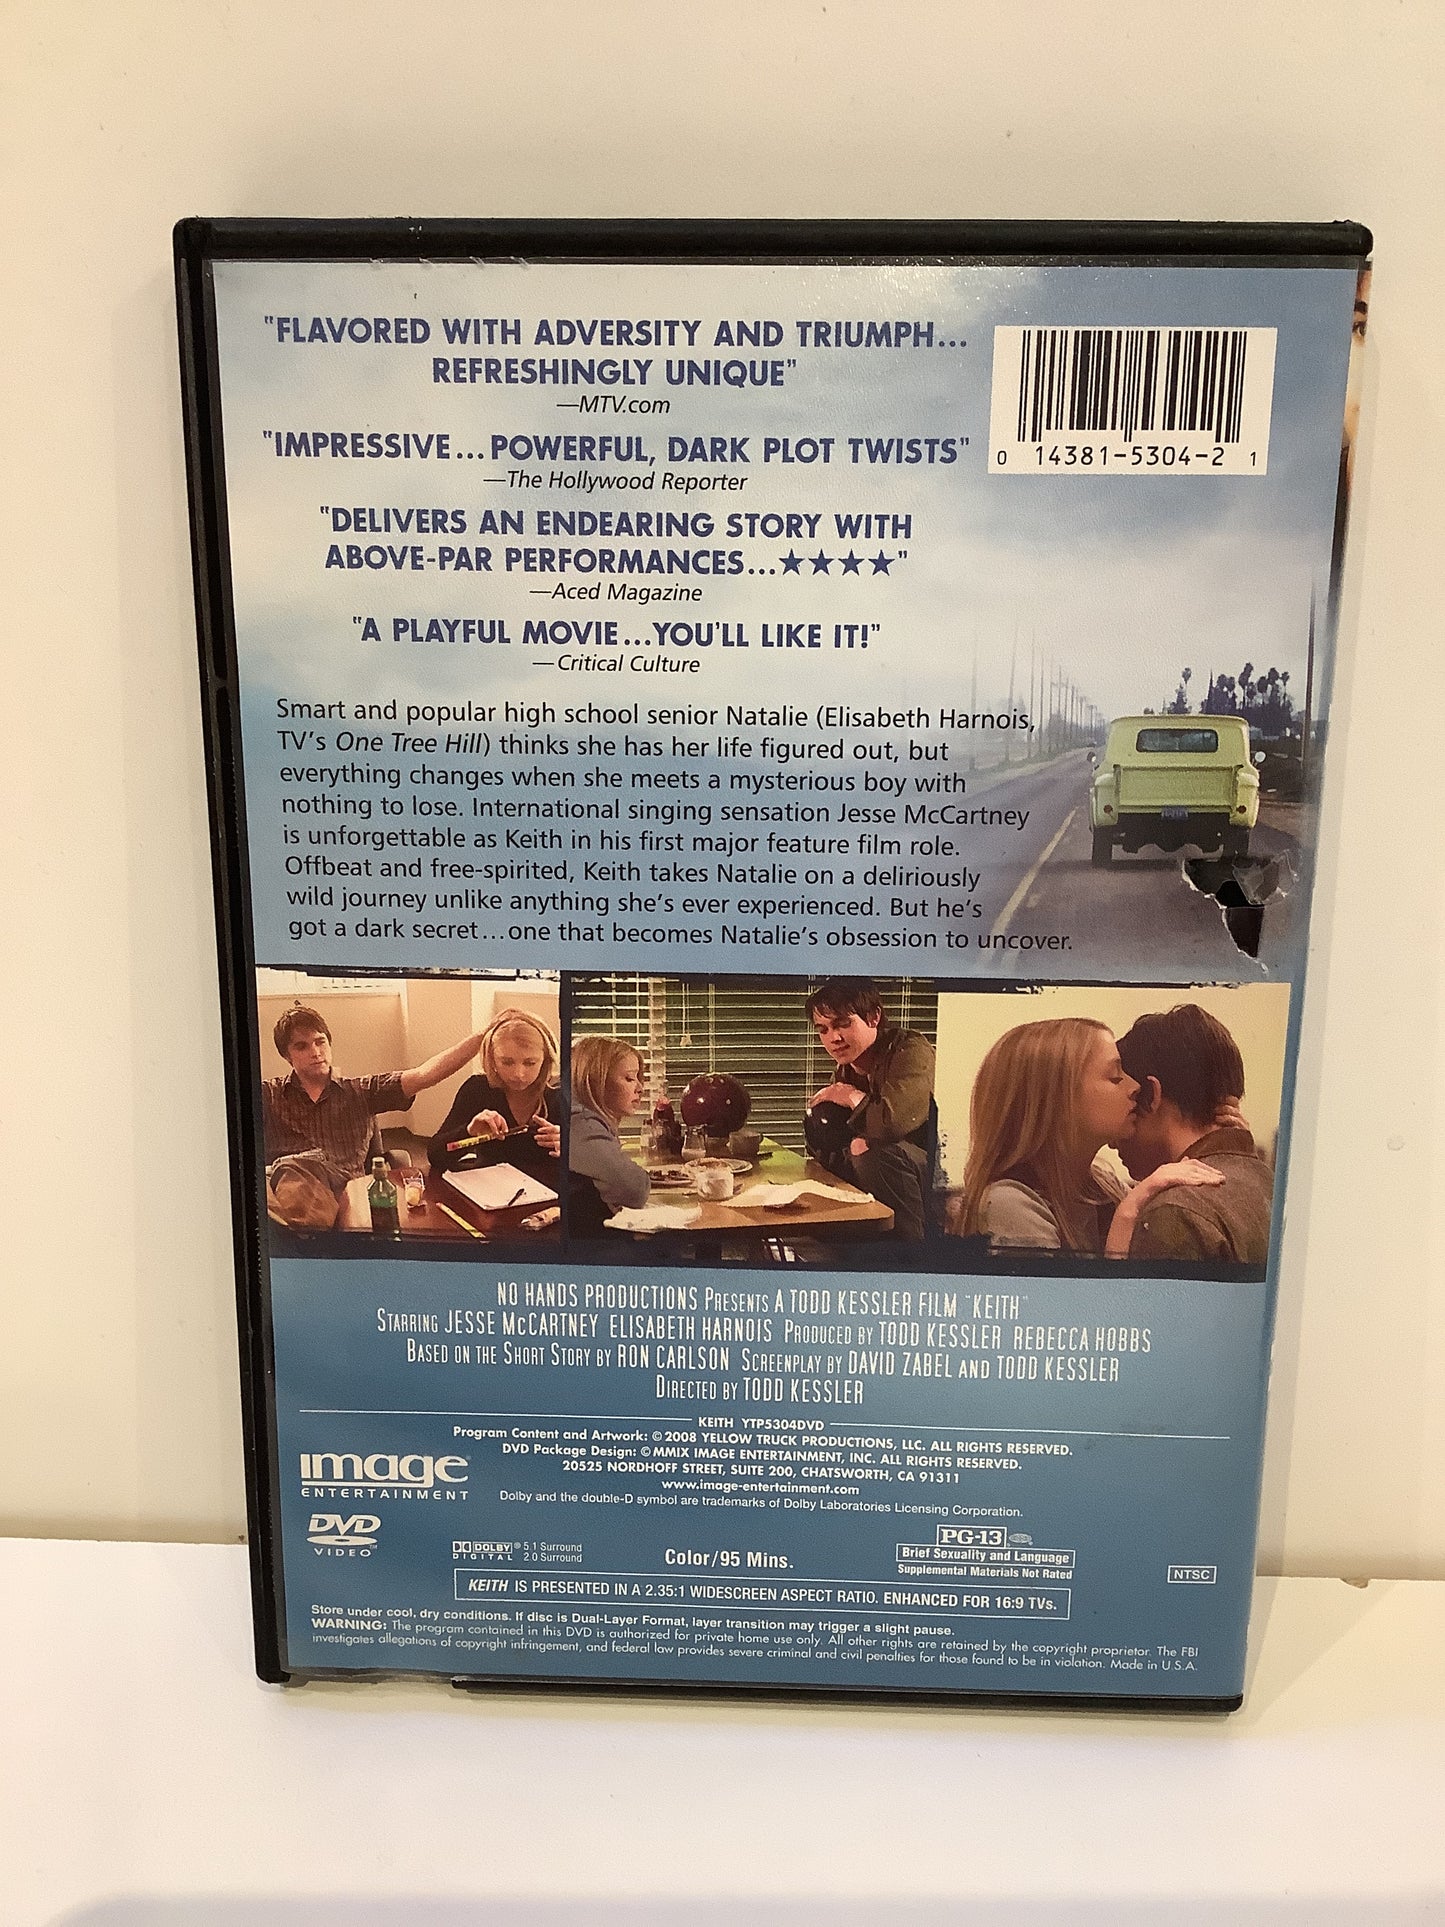 "FLAVORED WITH ADVERSITY AND TRIUMPH...
REFRESHINGLY UNIQUE"
—MTV.com
"IMPRESSIVE...POWERFUL, DARK PLOT TWISTS"
—The Hollywood Reporter
"DELIVERS AN ENDEARING STORY WITH
ABOVE-PAR PERFORMANCES...★★★★"
—Aced Magazine
"A PLAYFUL MOVIE...YOU'LL LIKE IT!"
—Critical Culture
0 14381-5304-2 1
Smart and popular high school senior Natalie (Elisabeth Harnois,
TV's One Tree Hill) thinks she has her life figured out, but
everything changes when she meets a mysterious boy with
nothing to lose. International singing sensation Jesse McCartney
is unforgettable as Keith in his first major feature film role.
Offbeat and free-spirited, Keith takes Natalie on a deliriously
wild journey unlike anything she's ever experienced. But he's
got a dark secret...one that becomes Natalie's obsession to uncover.
NO HANDS PRODUCTIONS PRESENTS A TODD KESSLER FILM "KEITH"
STARRING JESSE McCARTNEY ELISABETH HARNOIS PRODUCED BY TODD KESSLER REBECCA HOBBS
BASED ON THE SHORT STORY BY RON CARLSON SCREENPLAY BY DAVID ZABEL AND TODD KESSLER
DIRECTED BY TODD KESSLER
KEITH YTP5304DVD
Program Content and Artwork: © 2008 YELLOW TRUCK PRODUCTIONS, LLC. ALL RIGHTS RESERVED.
DVD Package Design: © MMIX IMAGE ENTERTAINMENT, INC. ALL RIGHTS RESERVED.
20525 NORDHOFF STREET, SUITE 200, CHATSWORTH, CA 91311
www.image-entertainment.com
Dolby and the double-D symbol are trademarks of Dolby Laboratories Licensing Corporation.
image®
ENTERTAINMENT
DVD
VIDEO™
DOLBY® 5.1 Surround
DIGITAL 2.0 Surround
Color/95 Mins.
PG-13
Brief Sexuality and Language
Supplemental Materials Not Rated
NTSC
KEITH IS PRESENTED IN A 2.35:1 WIDESCREEN ASPECT RATIO. ENHANCED FOR 16:9 TVs.
Store under cool, dry conditions. If disc is Dual-Layer Format, layer transition may trigger a slight pause.
WARNING: The program contained in this DVD is authorized for private home use only. All other rights are retained by the copyright proprietor. The FBI
investigates allegations of copyright infringement, and federal law provides severe criminal and civil penalties for those found to be in violation. Made in U.S.A.